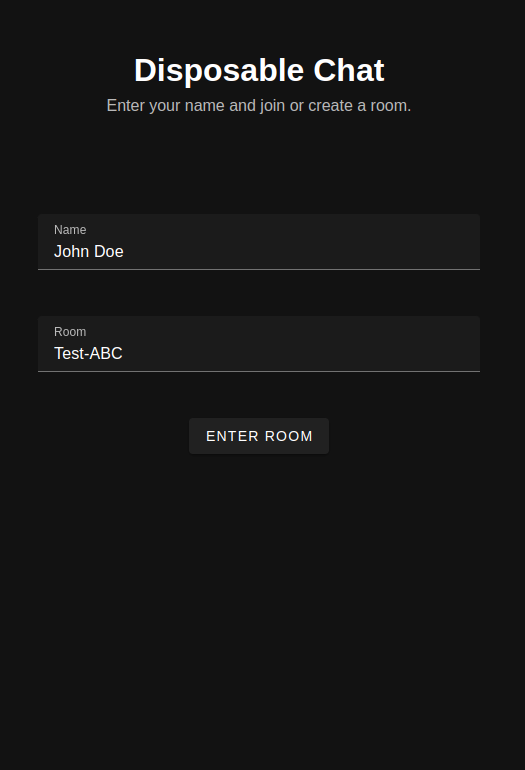 Disposable Chat
Enter your name and join or create a room.
Name
John Doe
Room
Test-ABC
ENTER ROOM